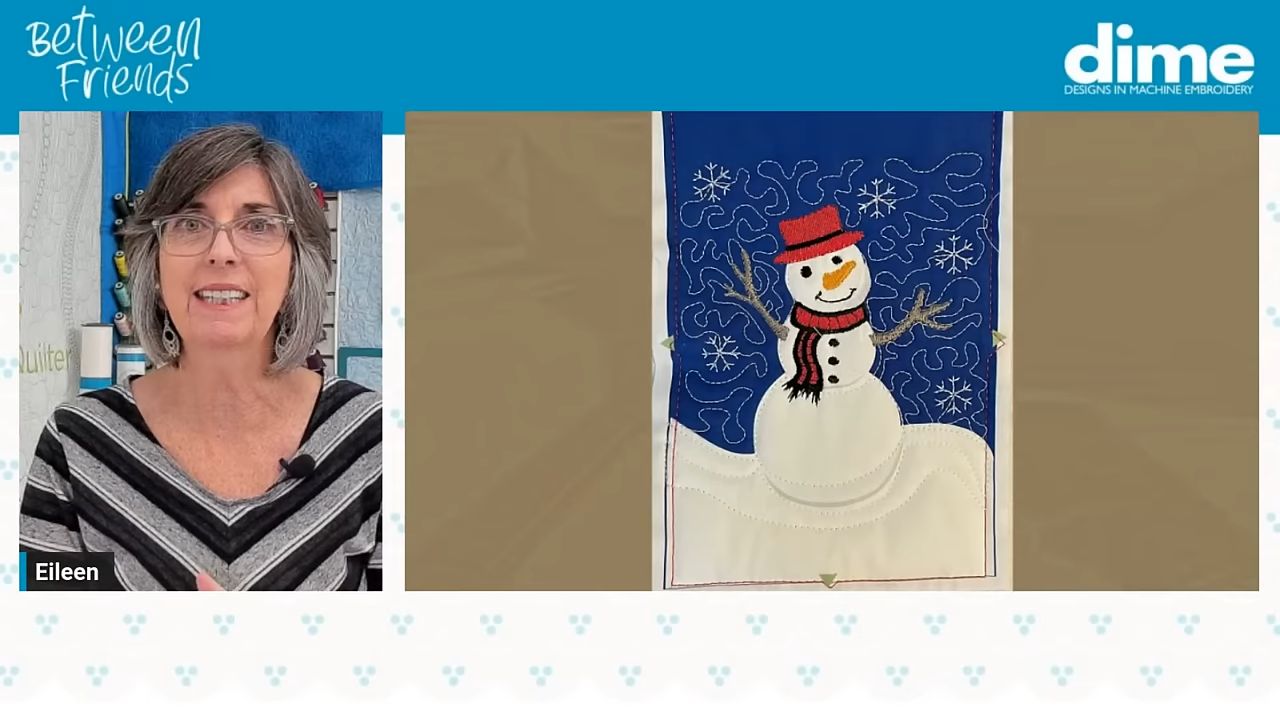 Between
Friends
dime
DESIGNS IN MACHINE EMBROIDERY
Quilter
Eileen